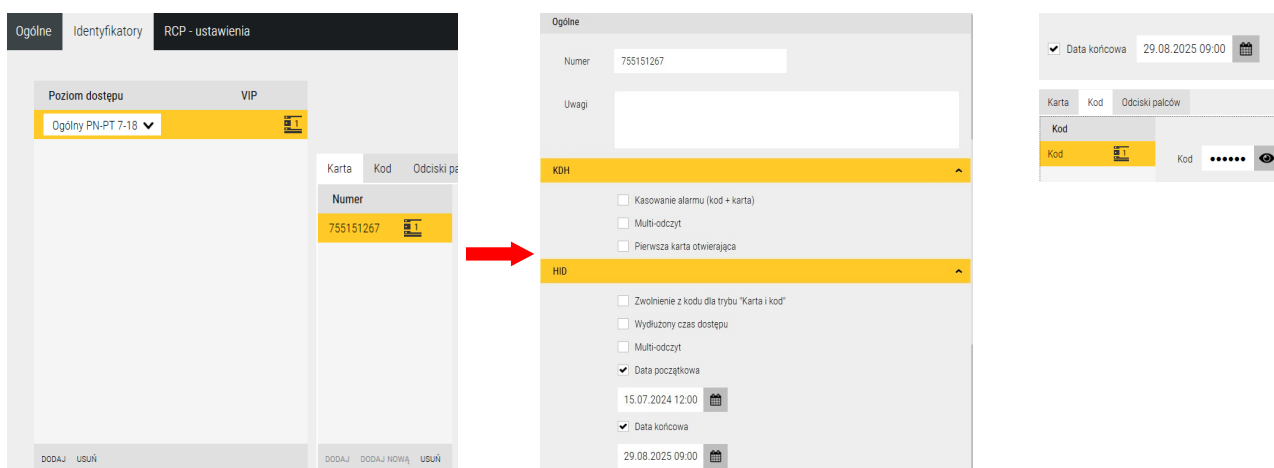 Ogólne Identyfikatory RCP - ustawienia
Poziom dostępu VIP
Ogólny PN-PT 7-18 1
Karta Kod Odciski pa
Numer
755151267 1
DODAJ USUŃ
DODAJ DODAJ NOWĄ USUŃ
Ogólne
Numer 755151267
Uwagi
KDH
Kasowanie alarmu (kod + karta)
Multi-odczyt
Pierwsza karta otwierająca
HID
Zwolnienie z kodu dla trybu "Karta i kod"
Wydłużony czas dostępu
Multi-odczyt
Data początkowa
15.07.2024 12:00
Data końcowa
29.08.2025 09:00
Data końcowa 29.08.2025 09:00
Karta Kod Odciski palców
Kod
Kod 1 Kod ••••••